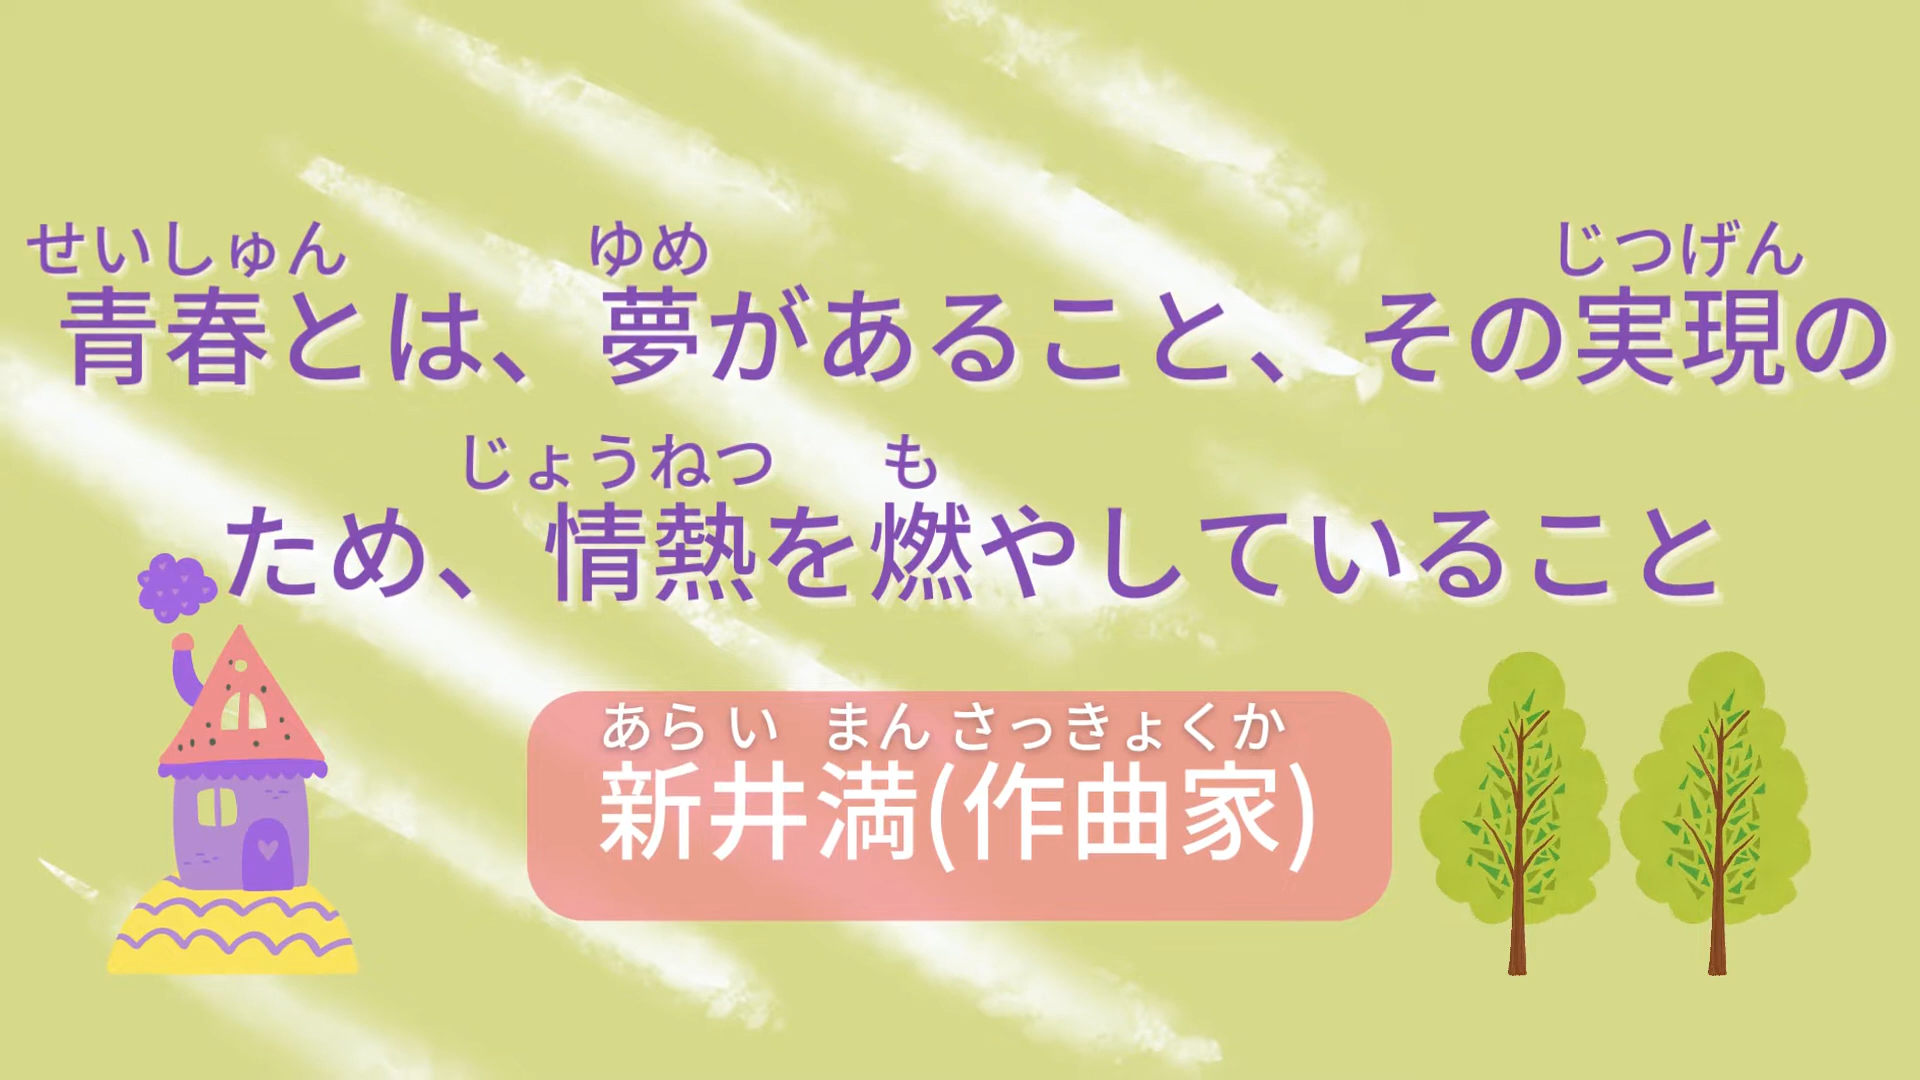 せいしゅん ゆめ じつげん
青春とは、夢があること、その実現の
じょうねつ も
ため、情熱を燃やしていること
あらい まん さっきょくか
新井満(作曲家)